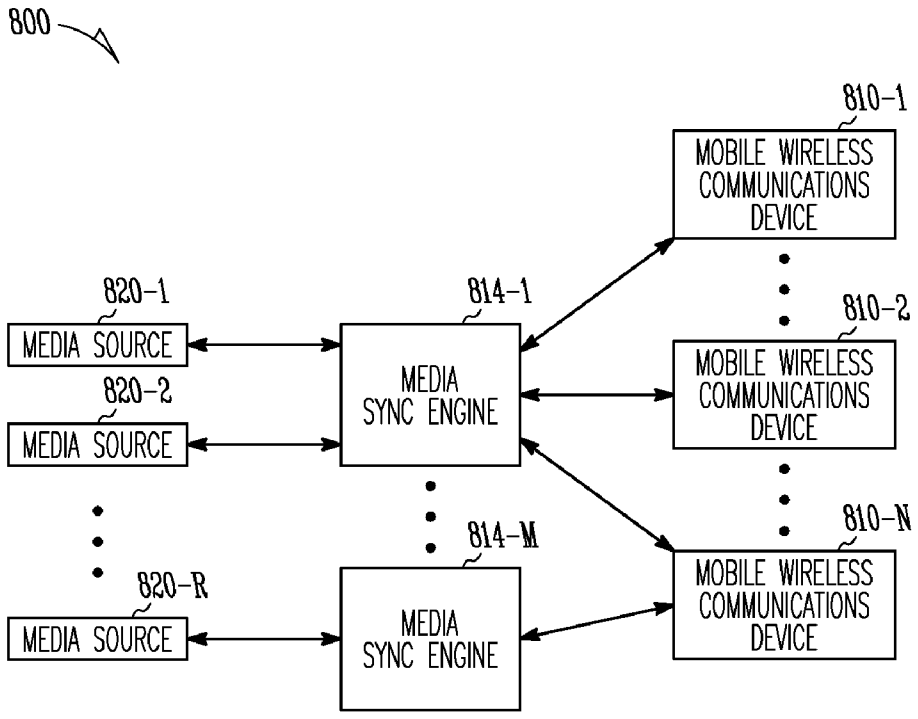 800
810-1
MOBILE WIRELESS
COMMUNICATIONS
DEVICE
820-1
MEDIA SOURCE
814-1
MEDIA
SYNC ENGINE
810-2
MOBILE WIRELESS
COMMUNICATIONS
DEVICE
820-2
MEDIA SOURCE
814-M
MEDIA
SYNC ENGINE
810-N
MOBILE WIRELESS
COMMUNICATIONS
DEVICE
820-R
MEDIA SOURCE